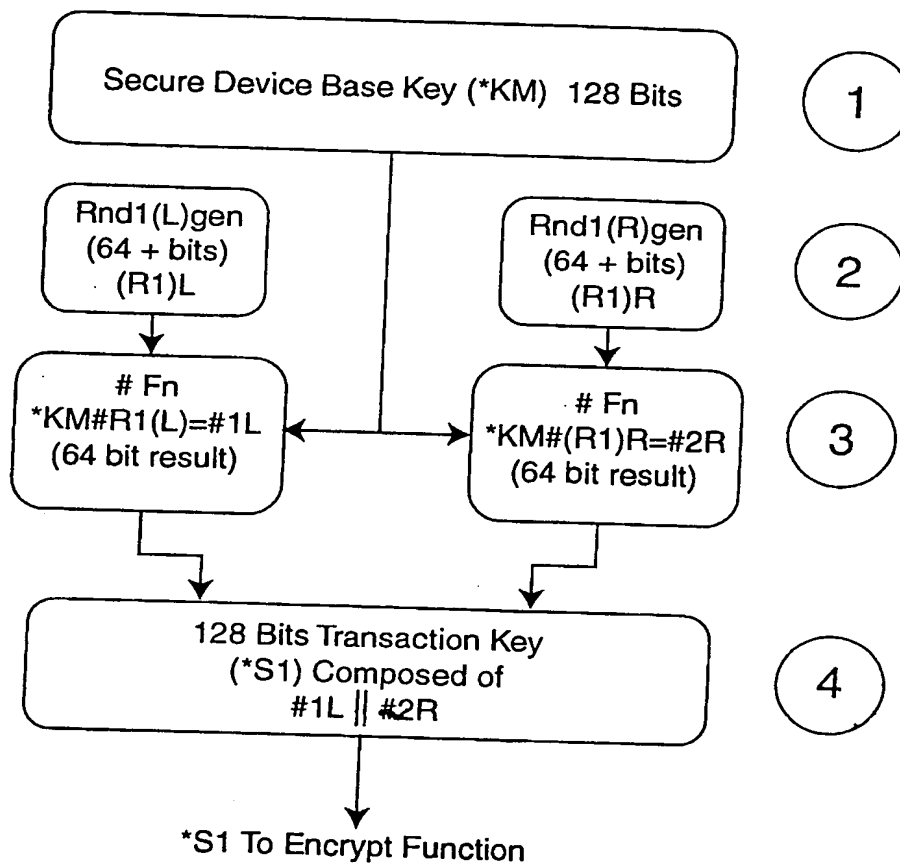 Secure Device Base Key (*KM) 128 Bits
1
Rnd1(L)gen
(64 + bits)
(R1)L
Rnd1(R)gen
(64 + bits)
(R1)R
2
# Fn
*KM#R1(L)=#1L
(64 bit result)
# Fn
*KM#(R1)R=#2R
(64 bit result)
3
128 Bits Transaction Key
(*S1) Composed of
#1L || #2R
4
*S1 To Encrypt Function